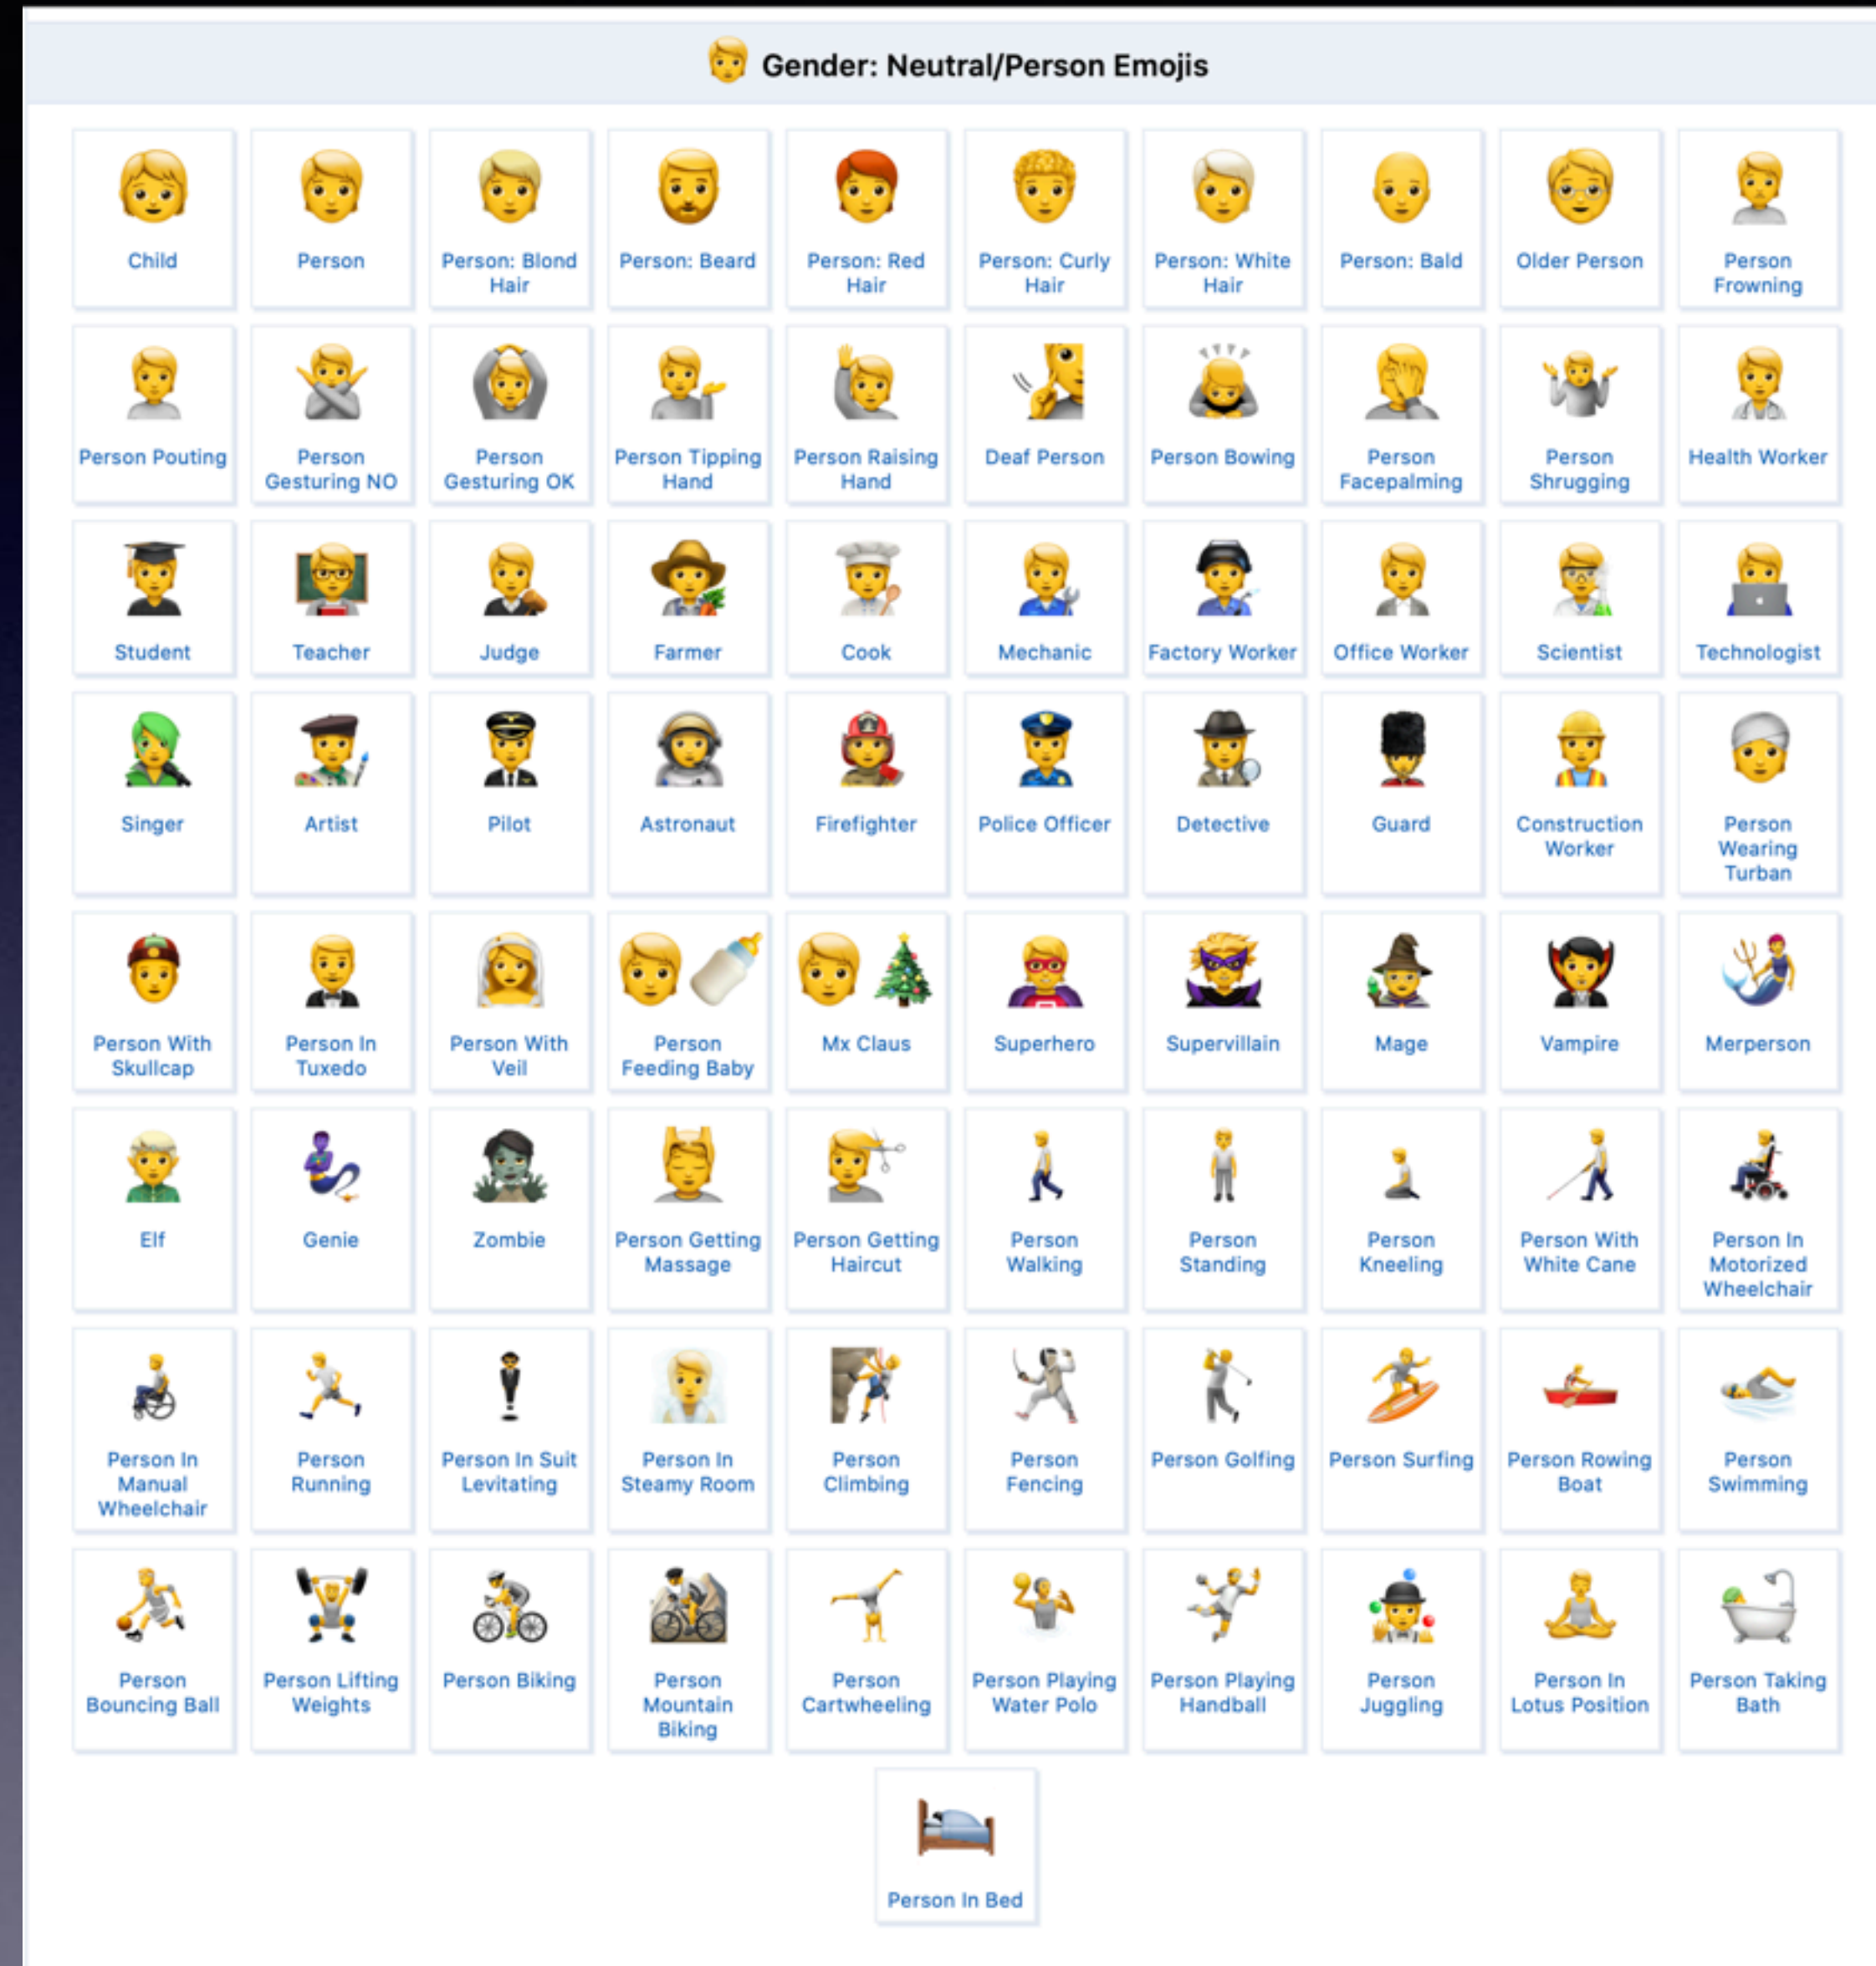 Gender: Neutral/Person Emojis
Child
Person
Person: Blond
Hair
Person: Beard
Person: Red
Hair
Person: Curly
Hair
Person: White
Hair
Person: Bald
Older Person
Person
Frowning
Person Pouting
Person
Gesturing NO
Person
Gesturing OK
Person Tipping
Hand
Person Raising
Hand
Deaf Person
Person Bowing
Person
Facepalming
Person
Shrugging
Health Worker
Student
Teacher
Judge
Farmer
Cook
Mechanic
Factory Worker
Office Worker
Scientist
Technologist
Singer
Artist
Pilot
Astronaut
Firefighter
Police Officer
Detective
Guard
Construction
Worker
Person
Wearing
Turban
Person With
Skullcap
Person In
Tuxedo
Person With
Veil
Person
Feeding Baby
Mx Claus
Superhero
Supervillain
Mage
Vampire
Merperson
Elf
Genie
Zombie
Person Getting
Massage
Person Getting
Haircut
Person
Walking
Person
Standing
Person
Kneeling
Person With
White Cane
Person In
Motorized
Wheelchair
Person In
Manual
Wheelchair
Person
Running
Person In Suit
Levitating
Person In
Steamy Room
Person
Climbing
Person
Fencing
Person Golfing
Person Surfing
Person Rowing
Boat
Person
Swimming
Person
Bouncing Ball
Person Lifting
Weights
Person Biking
Person
Mountain
Biking
Person
Cartwheeling
Person Playing
Water Polo
Person Playing
Handball
Person
Juggling
Person In
Lotus Position
Person Taking
Bath
Person In Bed